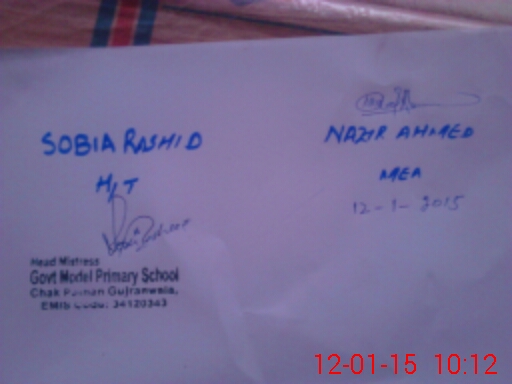 SOBIA RASHID
H/T
Head Mistress
Govt Model Primary School
Chak Gujranwala,
EMIS Code: 34120343
NAZIR AHMED
MEA
12-1-2015
12-01-15 10:12